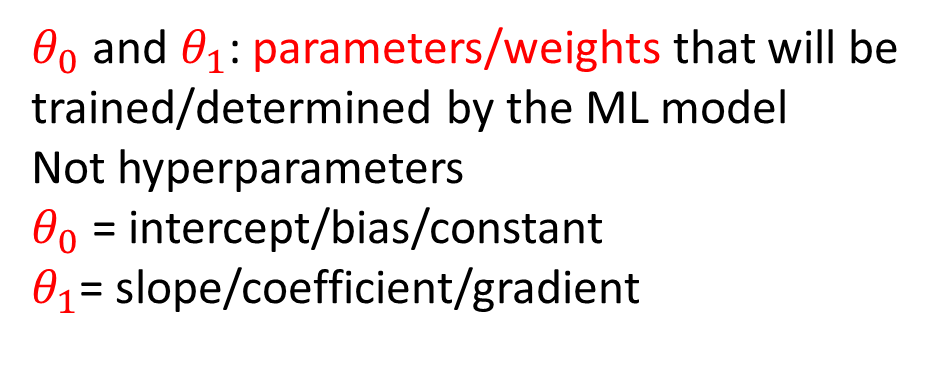 θ₀ and θ₁: parameters/weights that will be
trained/determined by the ML model
Not hyperparameters
θ₀ = intercept/bias/constant
θ₁= slope/coefficient/gradient